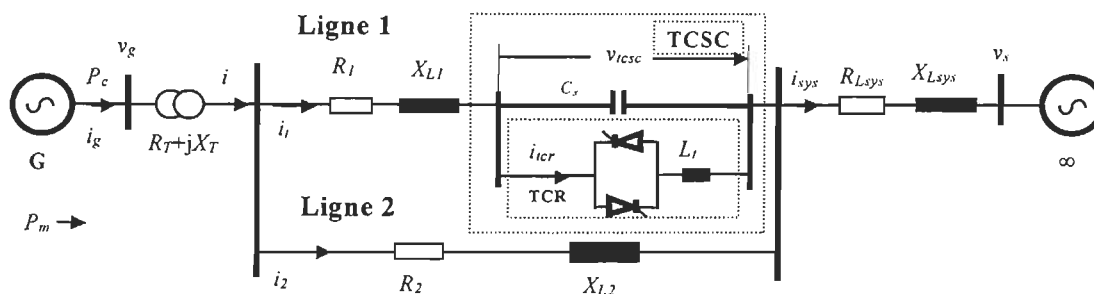 Ligne 1
TCSC
v_tcsc
v_g
P_e
i
R_1
X_L1
C_s
i_sys
R_Lsys
X_Lsys
v_s
i_g
R_T+jX_T
i_1
i_tcr
L_t
G
TCR
∞
P_m
Ligne 2
i_2
R_2
X_L2